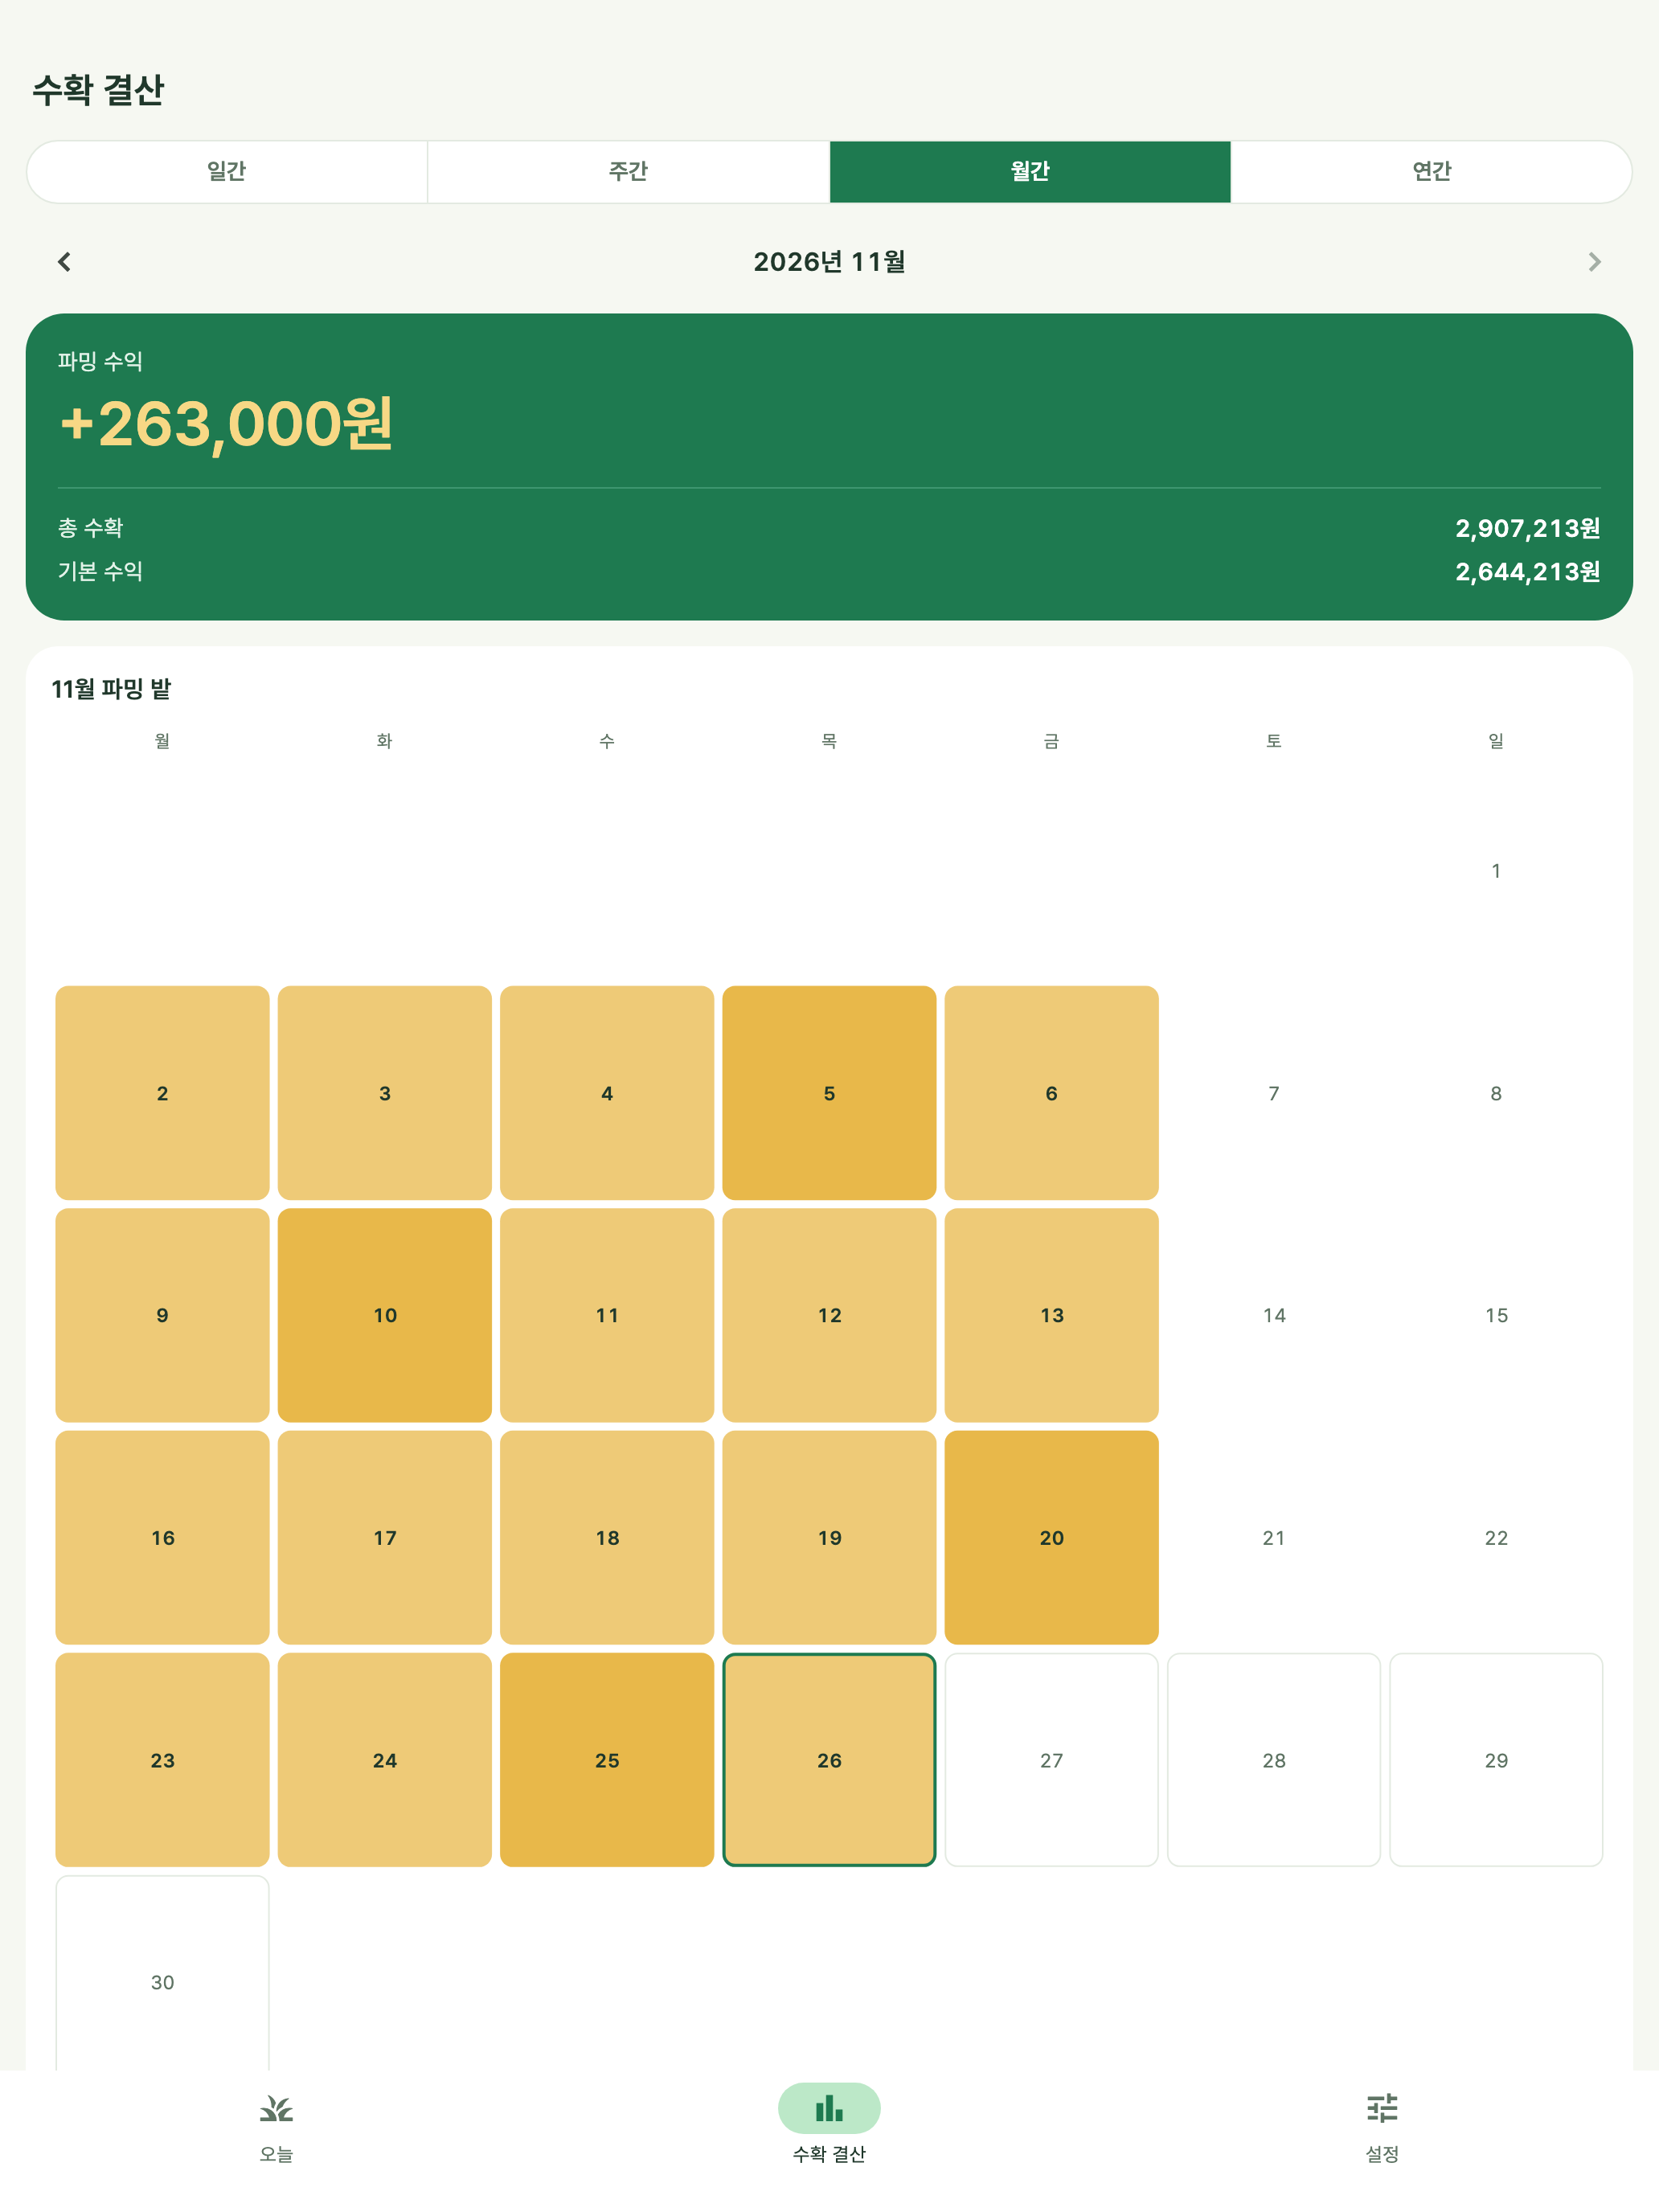 수확 결산
일간 주간 월간 연간
2026년 11월
파밍 수익
+263,000원
총 수확 2,907,213원
기본 수익 2,644,213원
11월 파밍 밭
월 화 수 목 금 토 일
1
2 3 4 5 6 7 8
9 10 11 12 13 14 15
16 17 18 19 20 21 22
23 24 25 26 27 28 29
30
오늘 수확 결산 설정